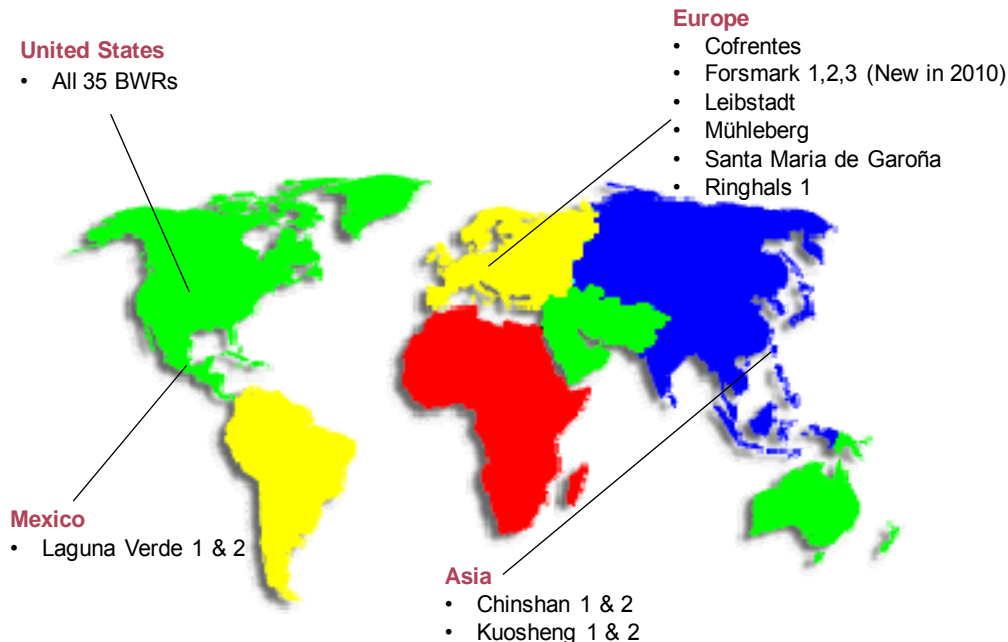 United States
• All 35 BWRs
Europe
• Cofrentes
• Forsmark 1,2,3 (New in 2010)
• Leibstadt
• Mühleberg
• Santa Maria de Garoña
• Ringhals 1
Mexico
• Laguna Verde 1 & 2
Asia
• Chinshan 1 & 2
• Kuosheng 1 & 2